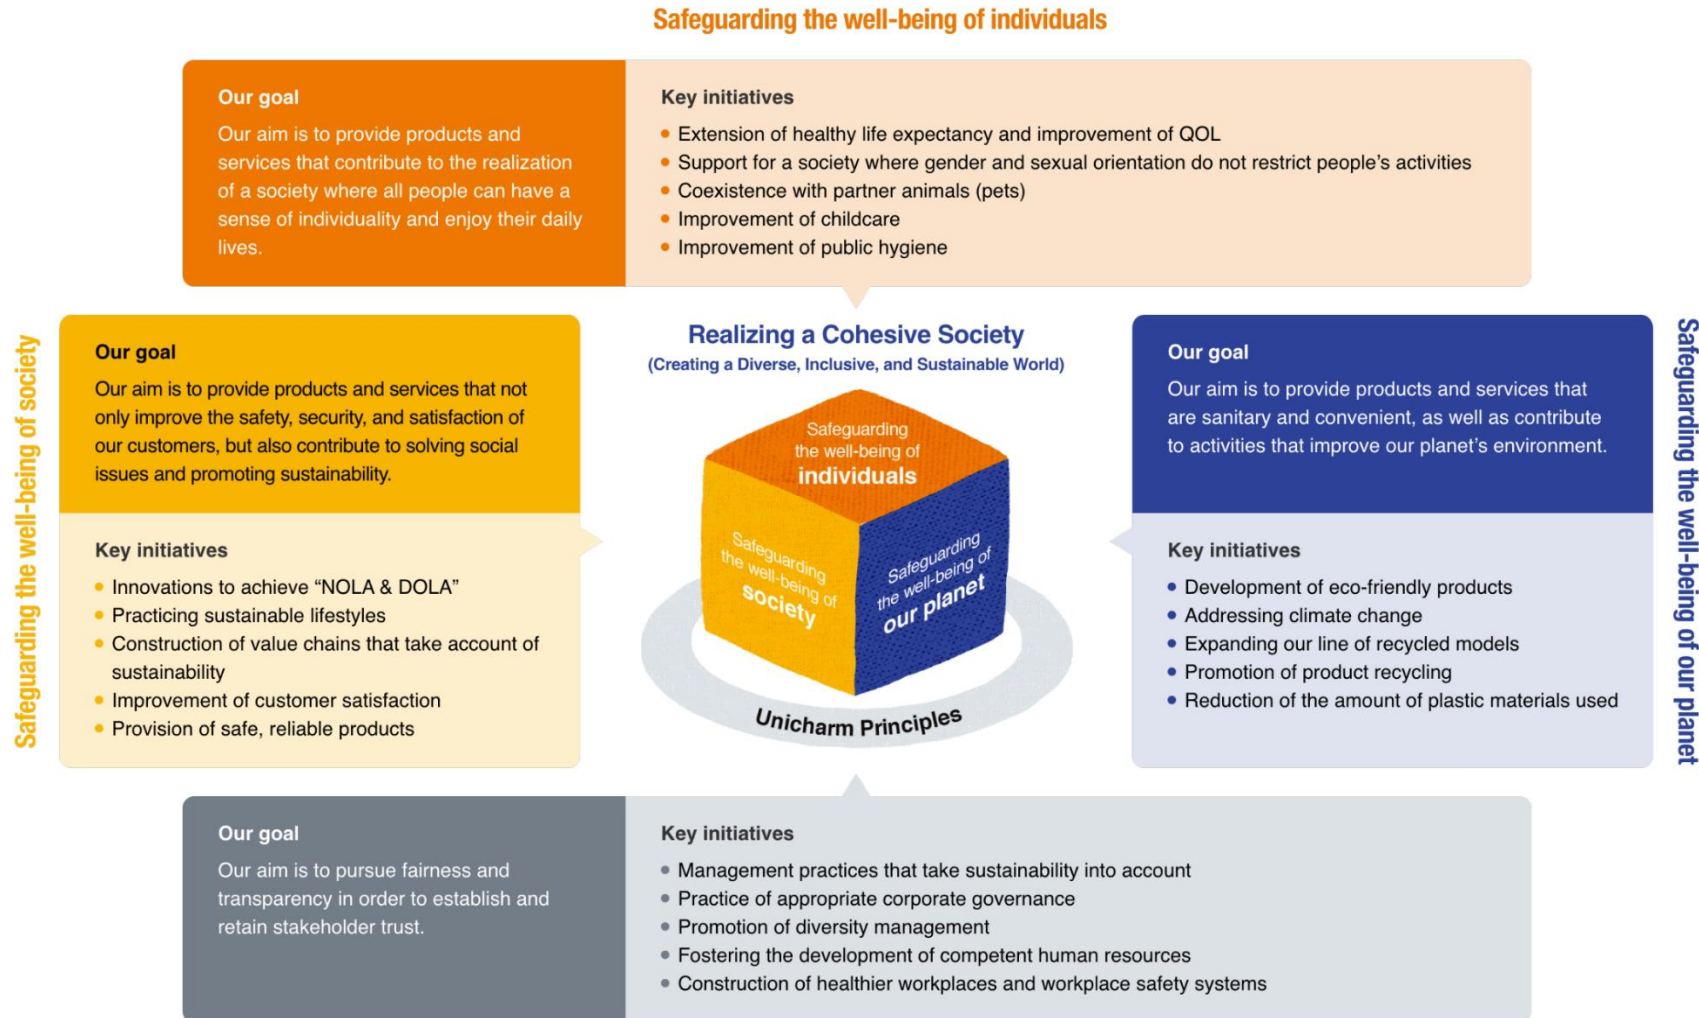 Safeguarding the well-being of individuals
Our goal
Our aim is to provide products and
services that contribute to the realization
of a society where all people can have a
sense of individuality and enjoy their daily
lives.
Key initiatives
• Extension of healthy life expectancy and improvement of QOL
• Support for a society where gender and sexual orientation do not restrict people’s activities
• Coexistence with partner animals (pets)
• Improvement of childcare
• Improvement of public hygiene
Safeguarding the well-being of society
Our goal
Our aim is to provide products and services that not
only improve the safety, security, and satisfaction of
our customers, but also contribute to solving social
issues and promoting sustainability.
Key initiatives
• Innovations to achieve “NOLA & DOLA”
• Practicing sustainable lifestyles
• Construction of value chains that take account of
sustainability
• Improvement of customer satisfaction
• Provision of safe, reliable products
Realizing a Cohesive Society
(Creating a Diverse, Inclusive, and Sustainable World)
Safeguarding
the well-being of
individuals
Safeguarding
the well-being of
society
Safeguarding
the well-being of
our planet
Unicharm Principles
Our goal
Our aim is to provide products and services that
are sanitary and convenient, as well as contribute
to activities that improve our planet’s environment.
Key initiatives
• Development of eco-friendly products
• Addressing climate change
• Expanding our line of recycled models
• Promotion of product recycling
• Reduction of the amount of plastic materials used
Safeguarding the well-being of our planet
Our goal
Our aim is to pursue fairness and
transparency in order to establish and
retain stakeholder trust.
Key initiatives
• Management practices that take sustainability into account
• Practice of appropriate corporate governance
• Promotion of diversity management
• Fostering the development of competent human resources
• Construction of healthier workplaces and workplace safety systems